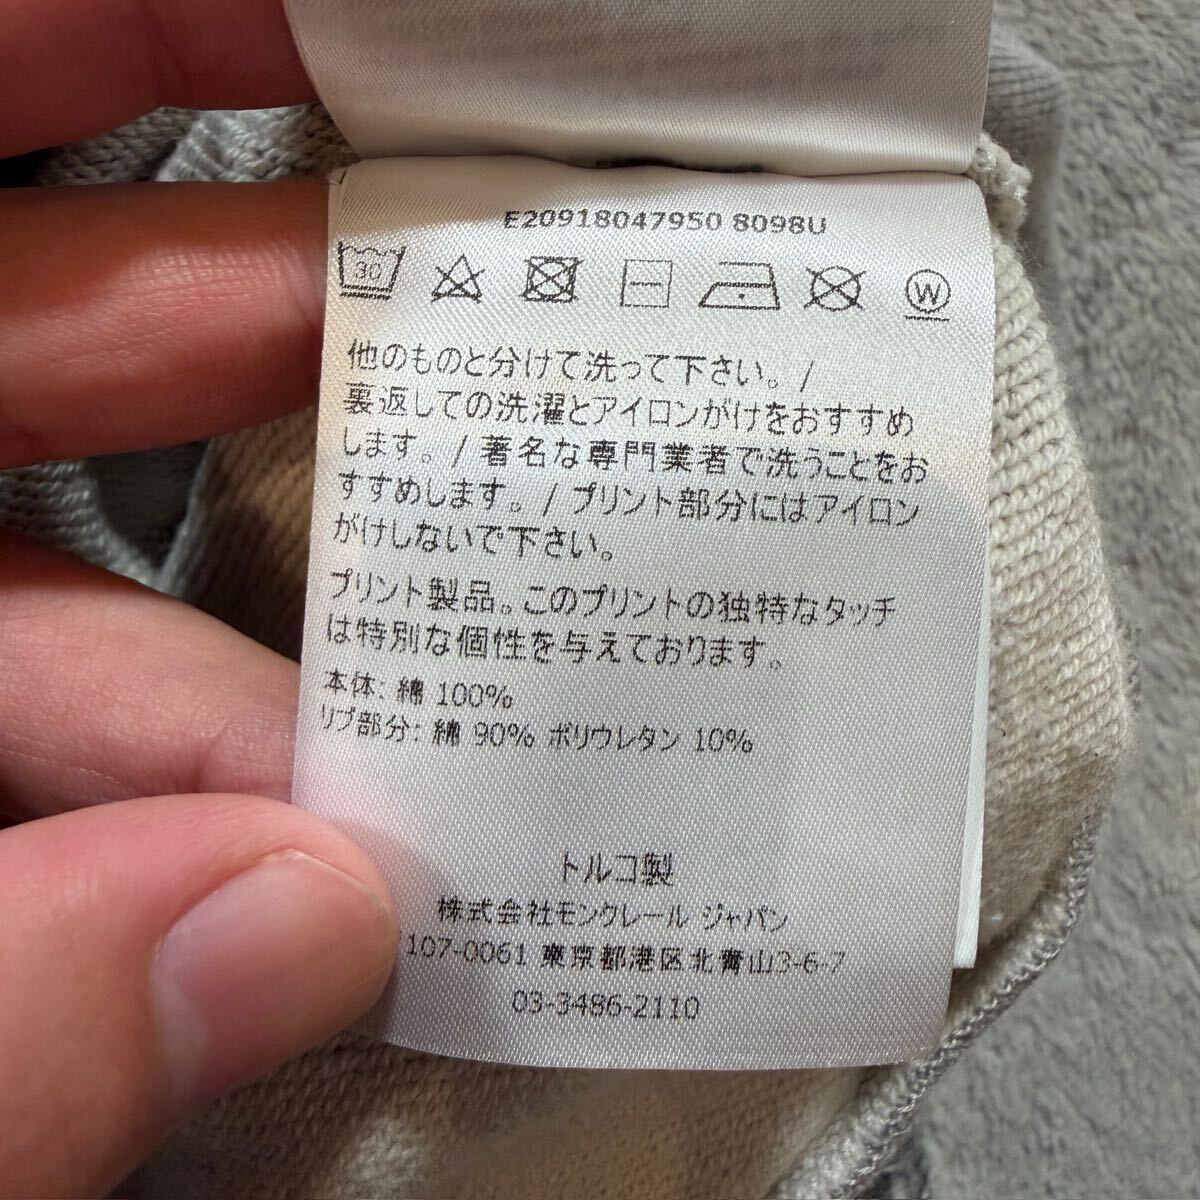 E20918047950 8098U
30
W
他のものと分けて洗って下さい。/
裏返しての洗濯とアイロンがけをおすすめ
します。/ 著名な専門業者で洗うことをお
すすめします。/ プリント部分にはアイロン
がけしないで下さい。
プリント製品。このプリントの独特なタッチ
は特別な個性を与えております。
本体: 綿 100%
リブ部分: 綿 90% ポリウレタン 10%
トルコ製
株式会社モンクレール ジャパン
107-0061 東京都港区北青山3-6-7
03-3486-2110